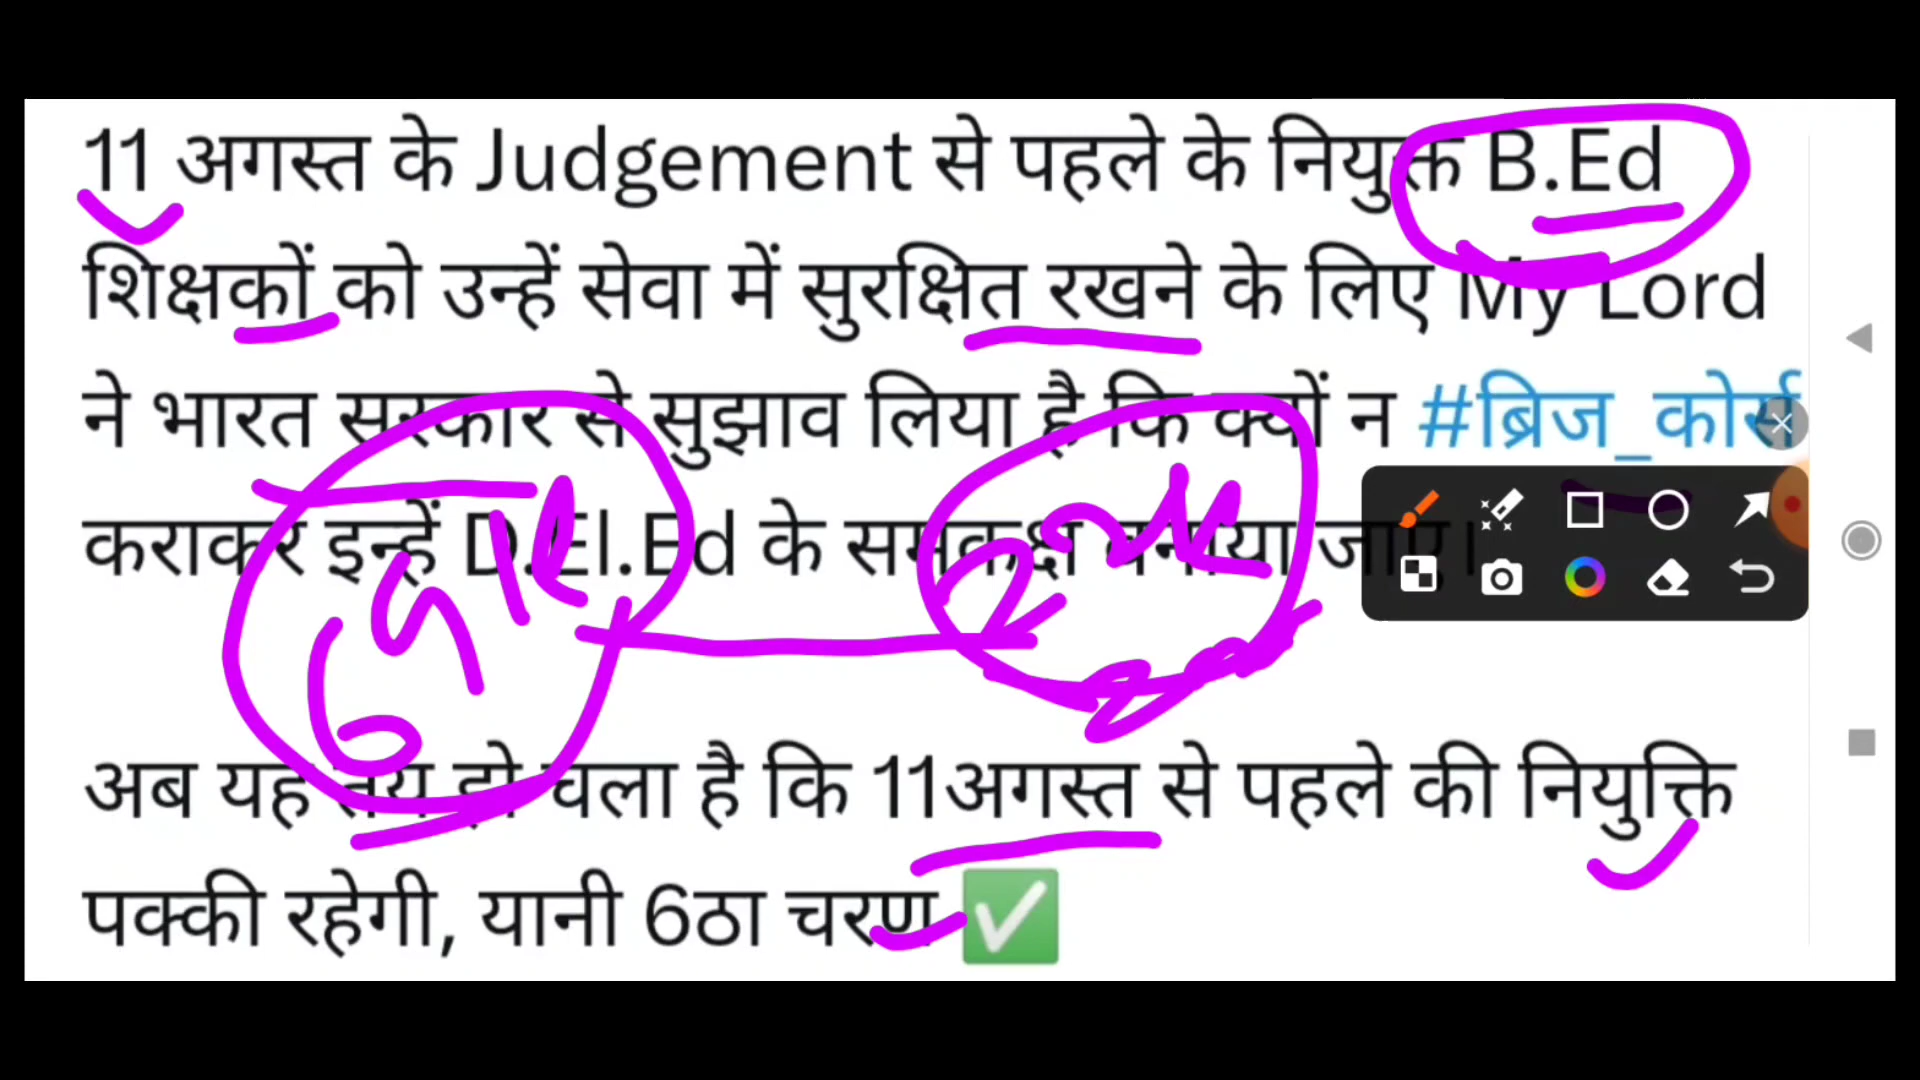 11 अगस्त के Judgement से पहले के नियुक्त B.Ed
शिक्षकों को उन्हें सेवा में सुरक्षित रखने के लिए My Lord
ने भारत सरकार से सुझाव लिया है कि क्यों न #ब्रिज_कोर्स
कराकर इन्हें D.El.Ed के समकक्ष बनाया जाए।
अब यह तय हो चला है कि 11अगस्त से पहले की नियुक्ति
पक्की रहेगी, यानी 6ठा चरण ✅